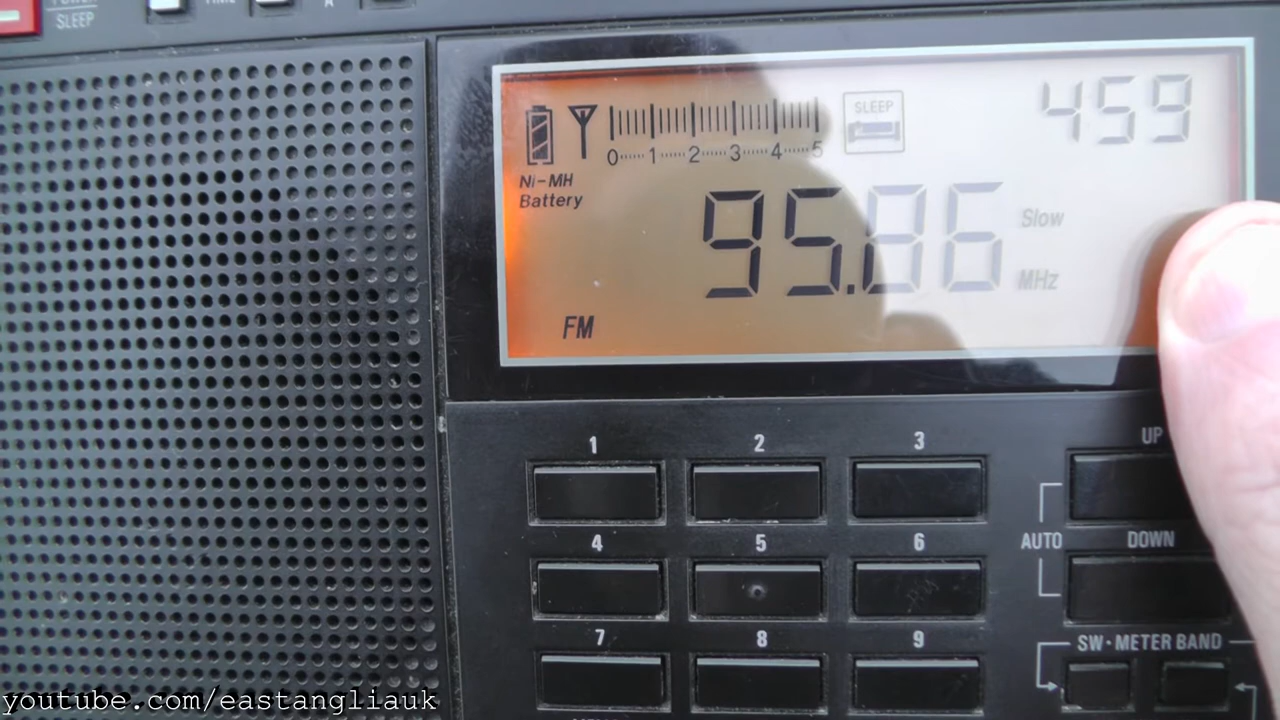 SLEEP
A
SLEEP
459
0 1 2 3 4 5
Ni-MH
Battery
95.86
Slow
MHz
FM
1 2 3
UP
4 5 6
AUTO
DOWN
7 8 9
SW·METER BAND
youtube.com/eastangliauk